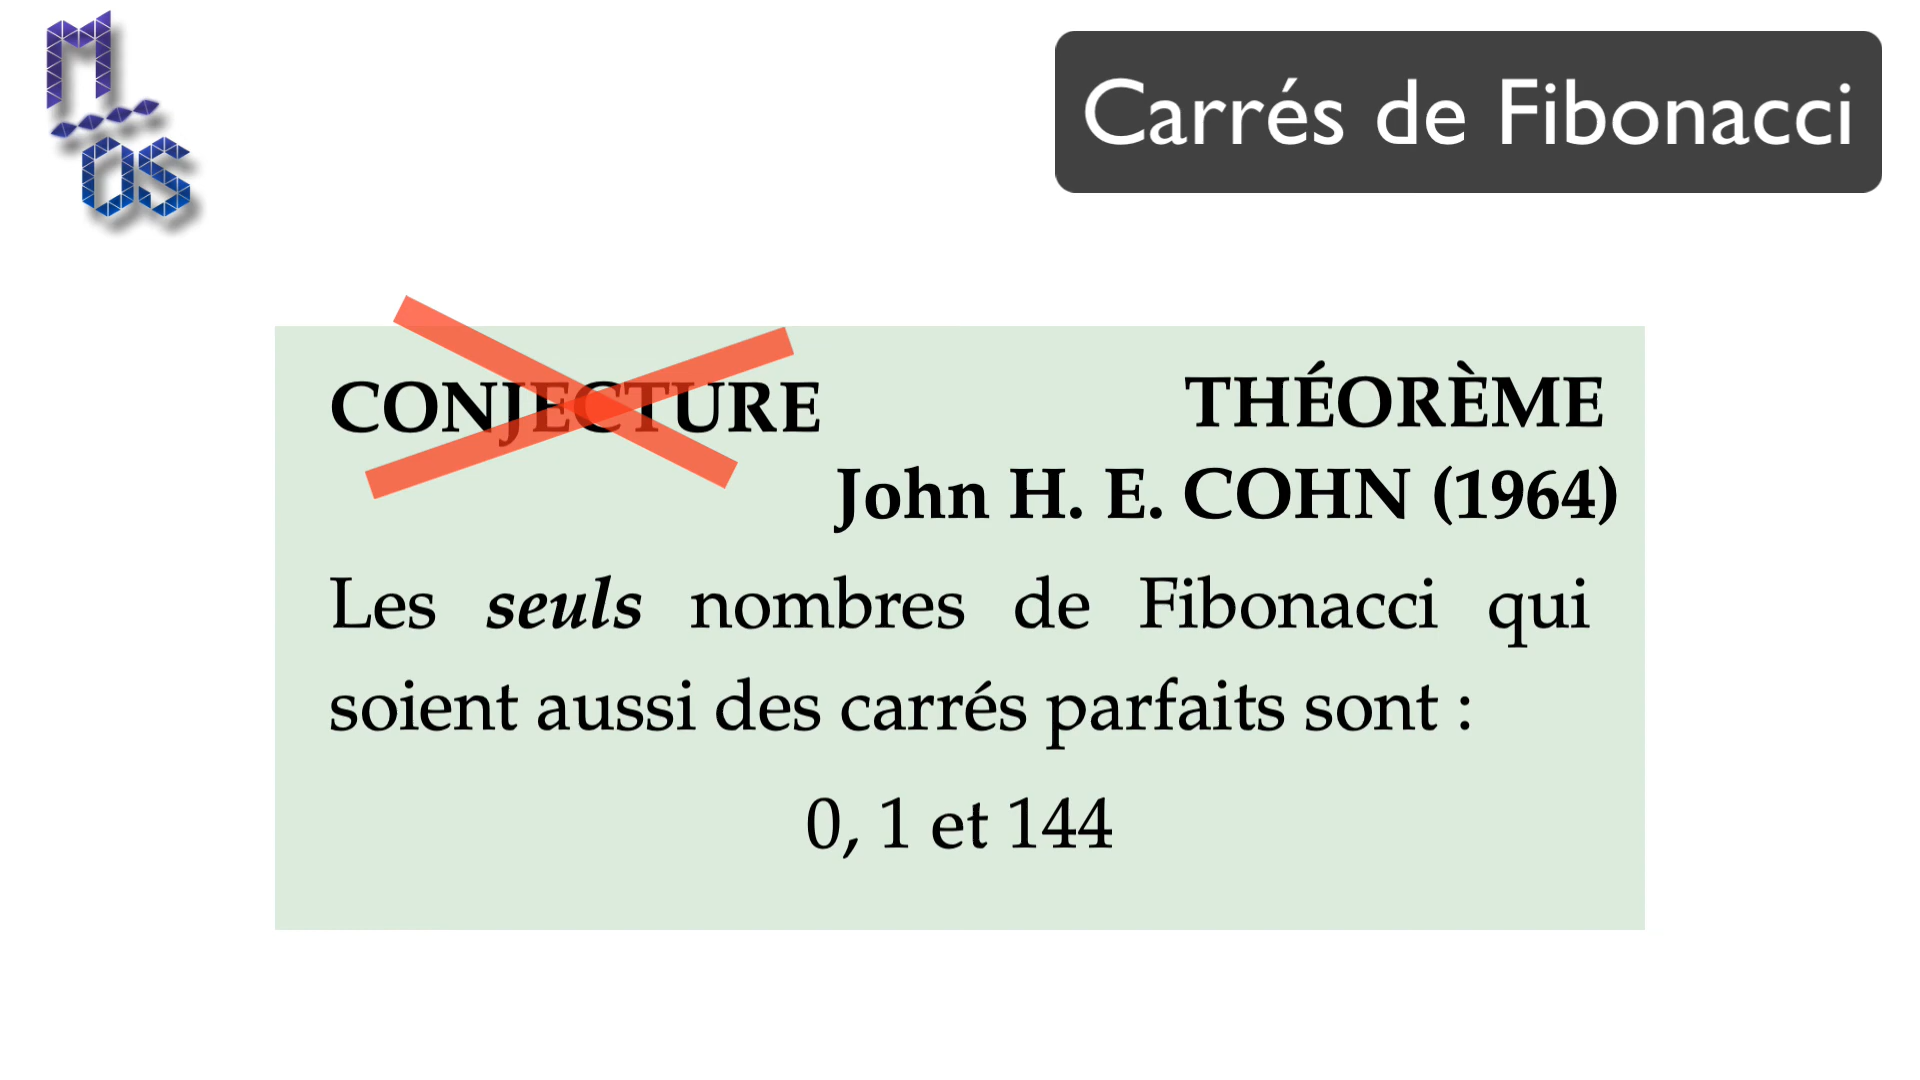 M
OS
Carrés de Fibonacci
CONJECTURE
THÉORÈME
John H. E. COHN (1964)
Les seuls nombres de Fibonacci qui
soient aussi des carrés parfaits sont :
0, 1 et 144